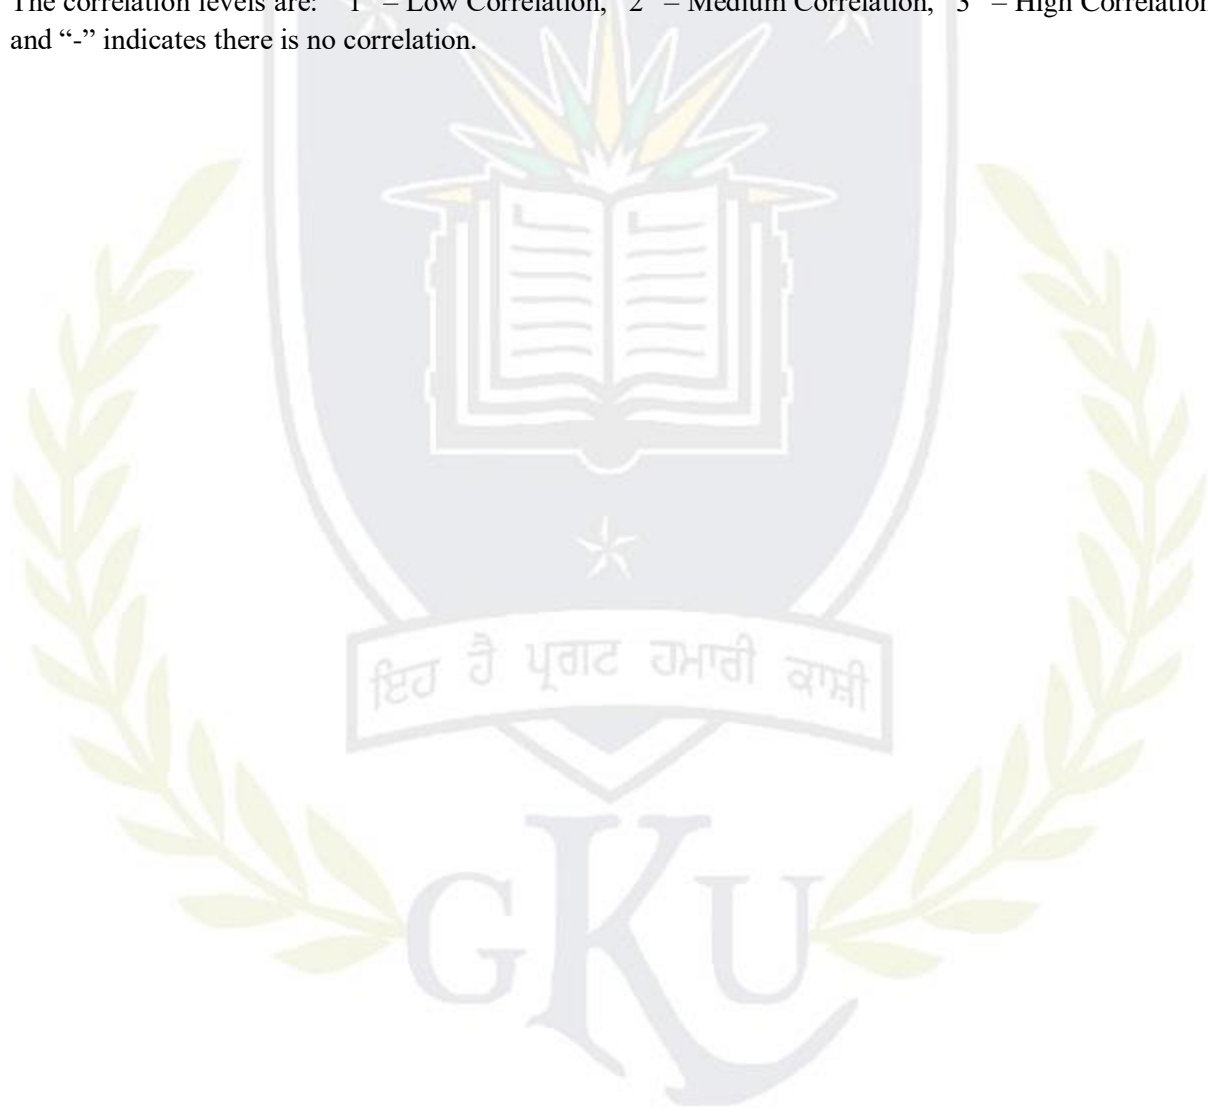 The correlation levels are: “1” – Low Correlation, “2” – Medium Correlation, “3” – High Correlation
and “-” indicates there is no correlation.
ਇਹ ਹੈ ਪ੍ਰਗਟ ਹਮਾਰੀ ਕਾਸ਼ੀ
GKU